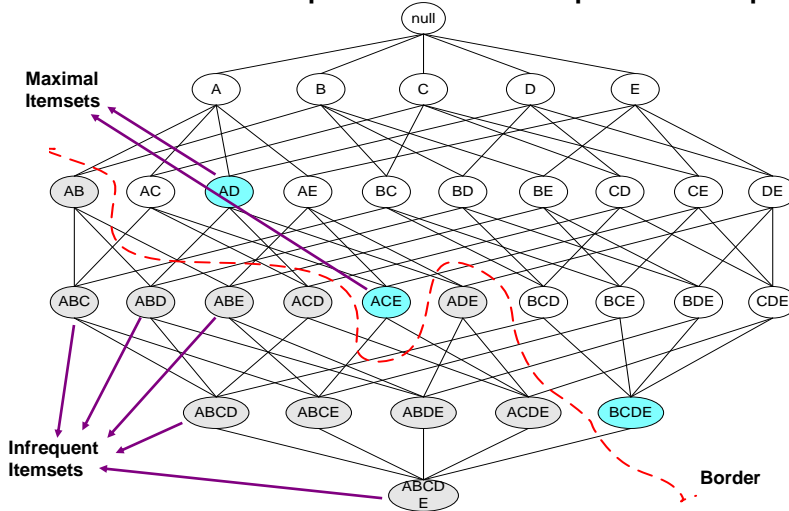 null
Maximal
Itemsets
A B C D E
AB AC AD AE BC BD BE CD CE DE
ABC ABD ABE ACD ACE ADE BCD BCE BDE CDE
ABCD ABCE ABDE ACDE BCDE
Infrequent
Itemsets
Border
ABCD
E